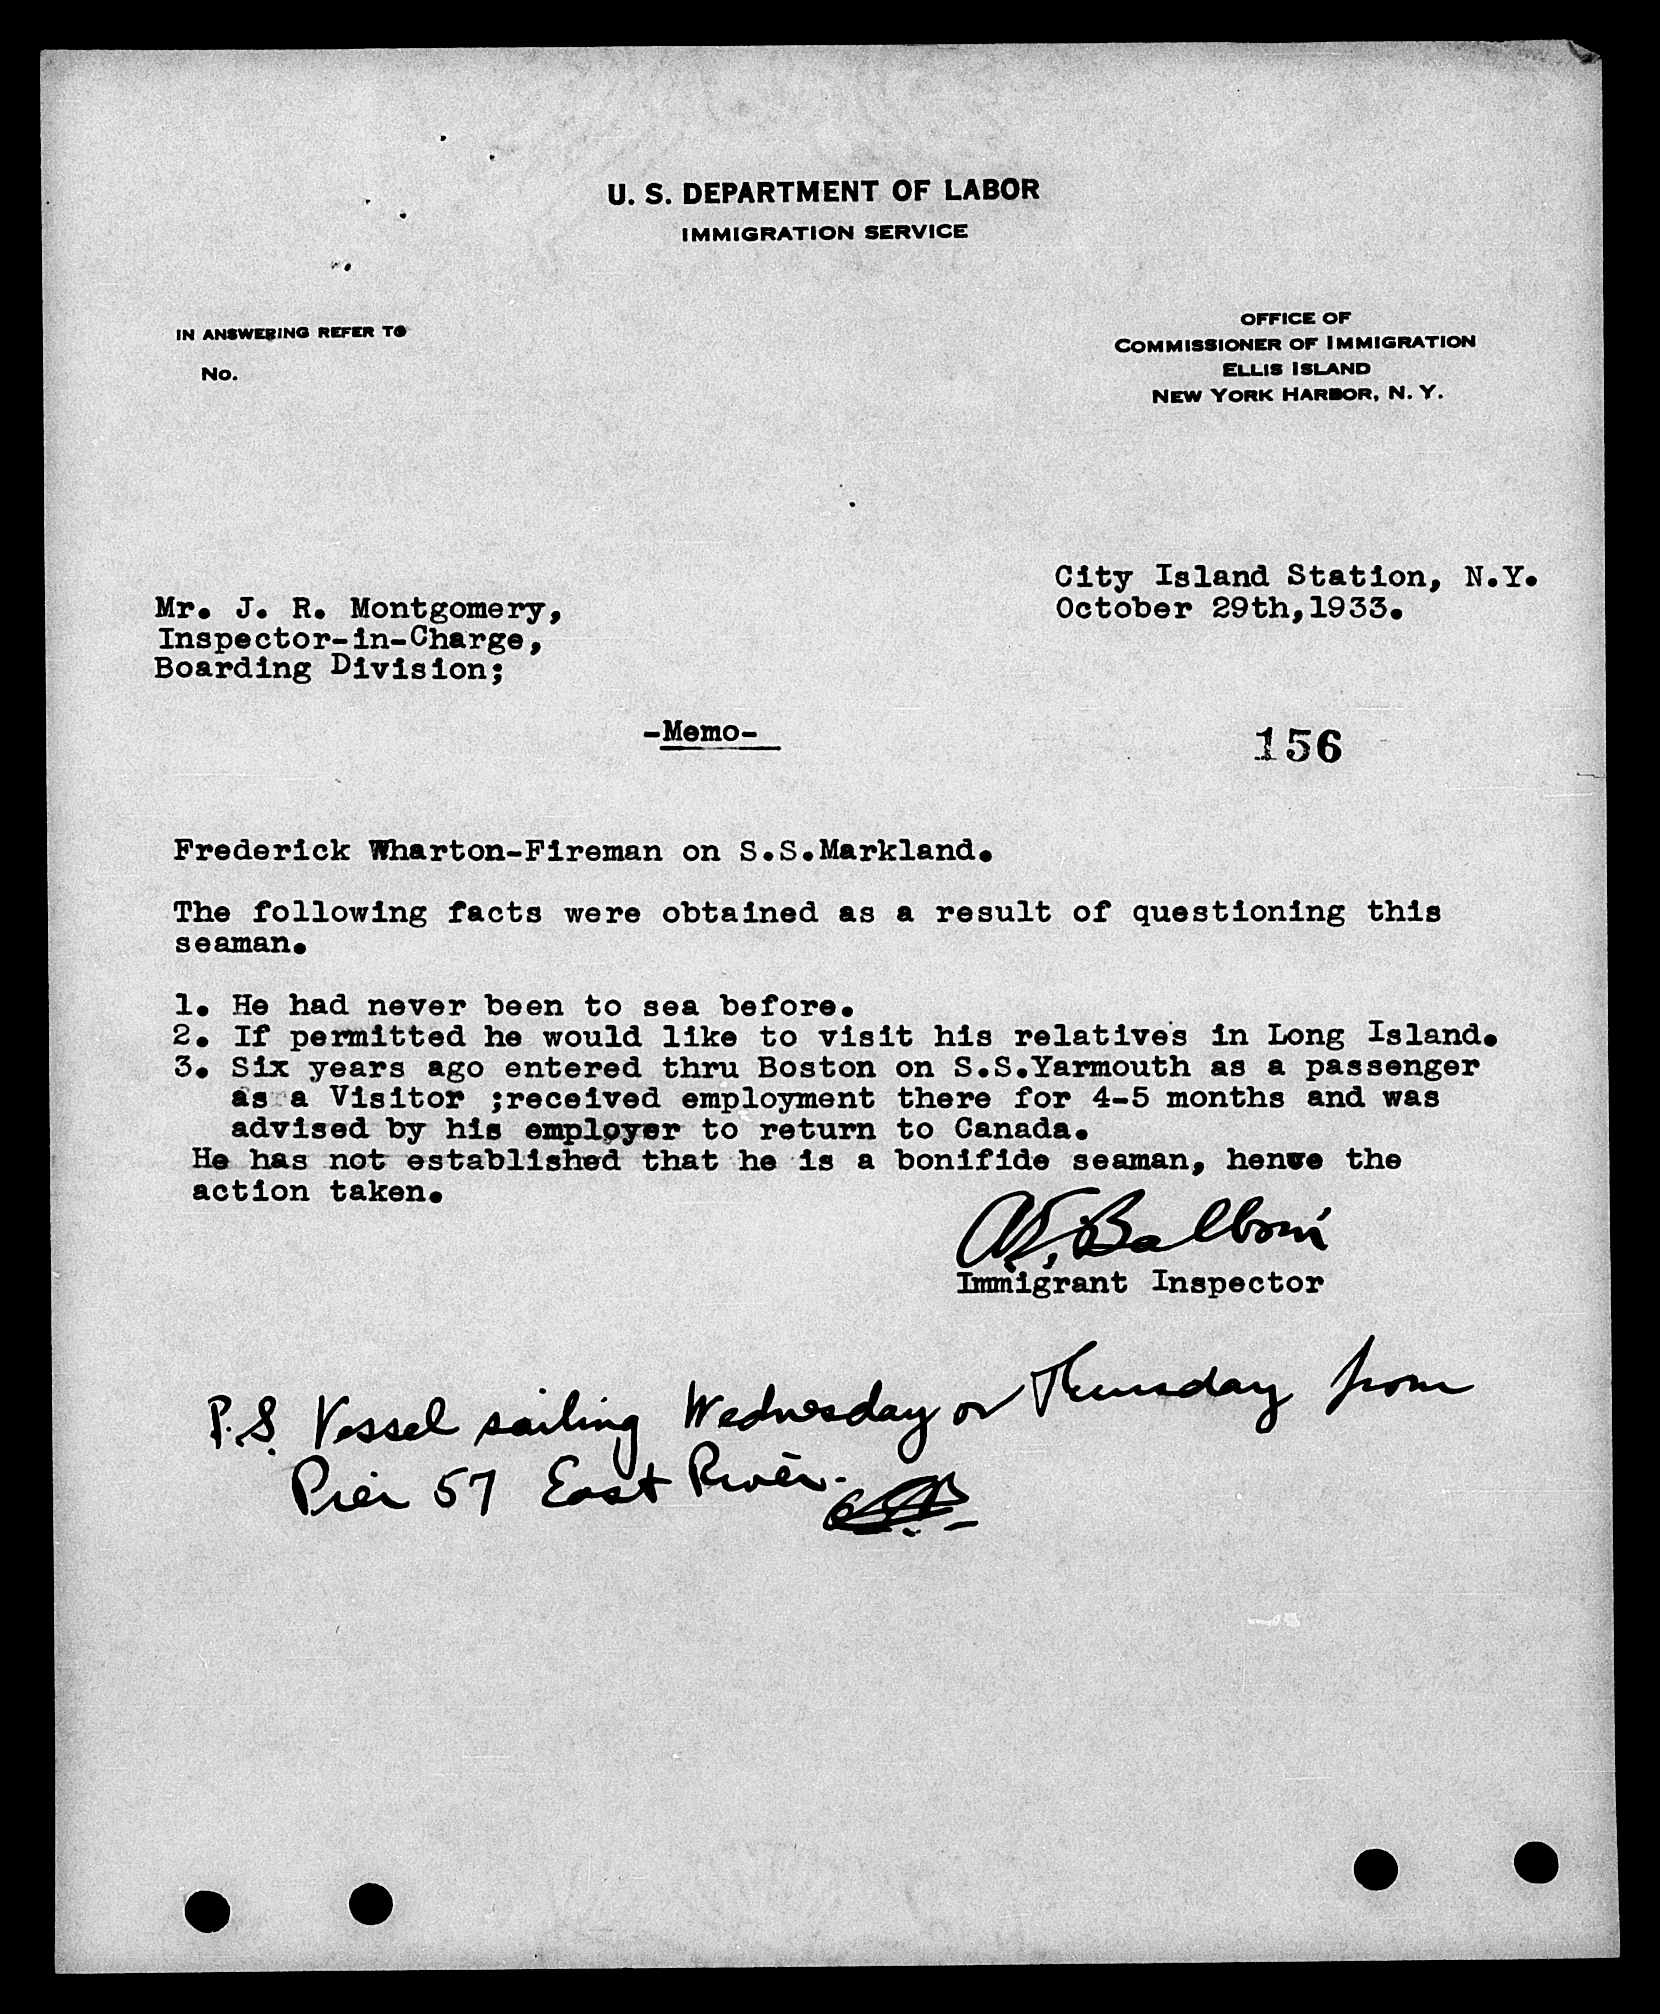 U. S. DEPARTMENT OF LABOR
IMMIGRATION SERVICE
IN ANSWERING REFER TO
No.
OFFICE OF
COMMISSIONER OF IMMIGRATION
ELLIS ISLAND
NEW YORK HARBOR, N. Y.
City Island Station, N.Y.
October 29th,1933.
Mr. J. R. Montgomery,
Inspector-in-Charge,
Boarding Division;
-Memo-
156
Frederick Wharton-Fireman on S.S.Markland.
The following facts were obtained as a result of questioning this
seaman.
1. He had never been to sea before.
2. If permitted he would like to visit his relatives in Long Island.
3. Six years ago entered thru Boston on S.S.Yarmouth as a passenger
as a Visitor ;received employment there for 4-5 months and was
advised by his employer to return to Canada.
He has not established that he is a bonifide seaman, hence the
action taken.
Balboni
Immigrant Inspector
P.S. Vessel sailing Wednesday or Thursday from
Pier 57 East River.